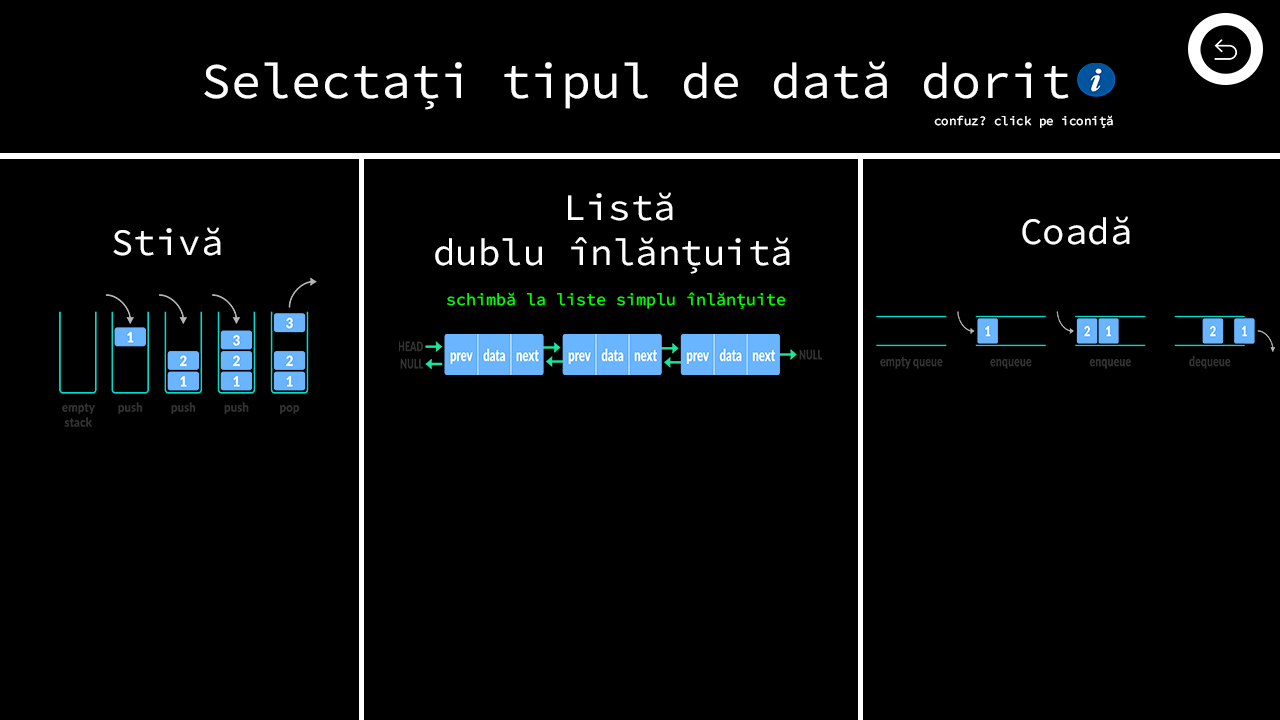 Selectați tipul de dată dorit i
confuz? click pe iconiță
Stivă
1 2 1 3 2 1 3 2 1
empty stack push push push pop
Listă
dublu înlănțuită
schimbă la liste simplu înlănțuite
HEAD prev data next prev data next prev data next NULL
NULL
Coadă
1 2 1 2 1
empty queue enqueue enqueue dequeue